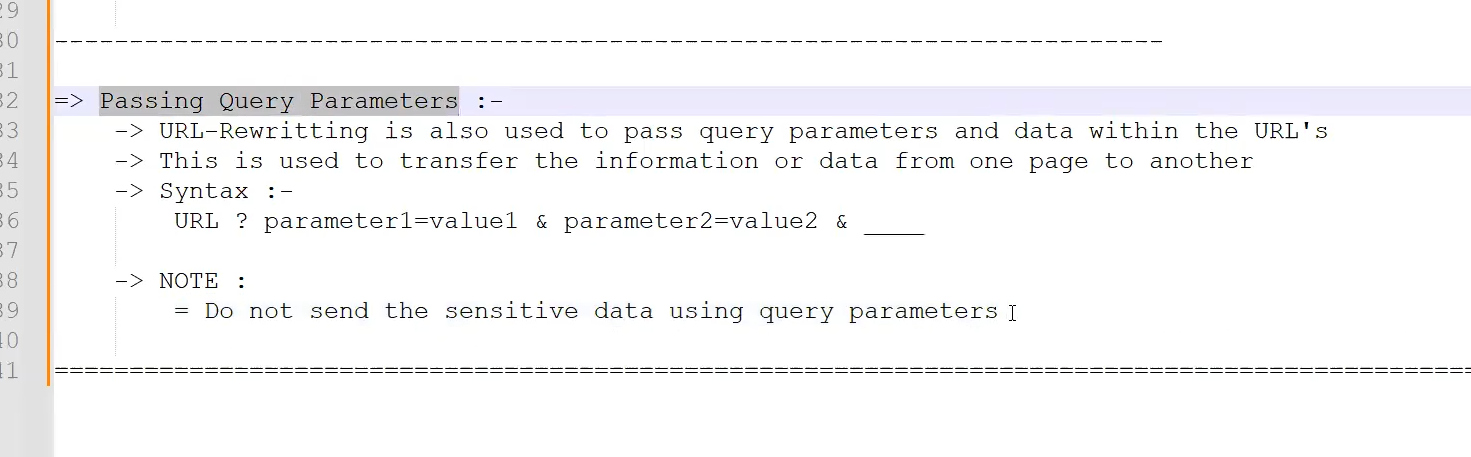 29
30 --------------------------------------------------------------------------
31
32 => Passing Query Parameters :-
33 -> URL-Rewritting is also used to pass query parameters and data within the URL's
34 -> This is used to transfer the information or data from one page to another
35 -> Syntax :-
36 URL ? parameter1=value1 & parameter2=value2 & ____
37
38 -> NOTE :
39 = Do not send the sensitive data using query parameters
40
41 ==============================================================================================